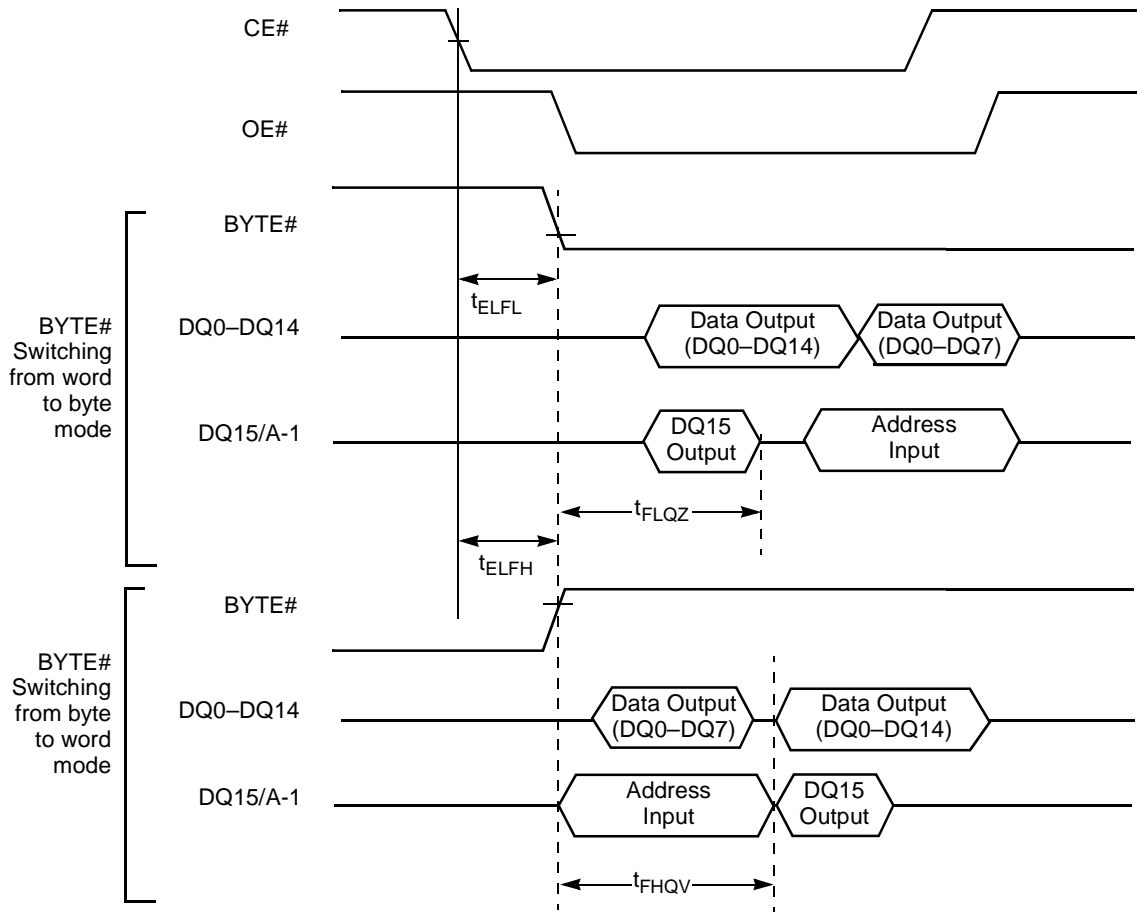 CE#
OE#
BYTE#
tELFL
BYTE#
Switching
from word
to byte
mode
DQ0–DQ14
Data Output
(DQ0–DQ14)
Data Output
(DQ0–DQ7)
DQ15/A-1
DQ15
Output
Address
Input
tFLQZ
tELFH
BYTE#
BYTE#
Switching
from byte
to word
mode
DQ0–DQ14
Data Output
(DQ0–DQ7)
Data Output
(DQ0–DQ14)
DQ15/A-1
Address
Input
DQ15
Output
tFHQV